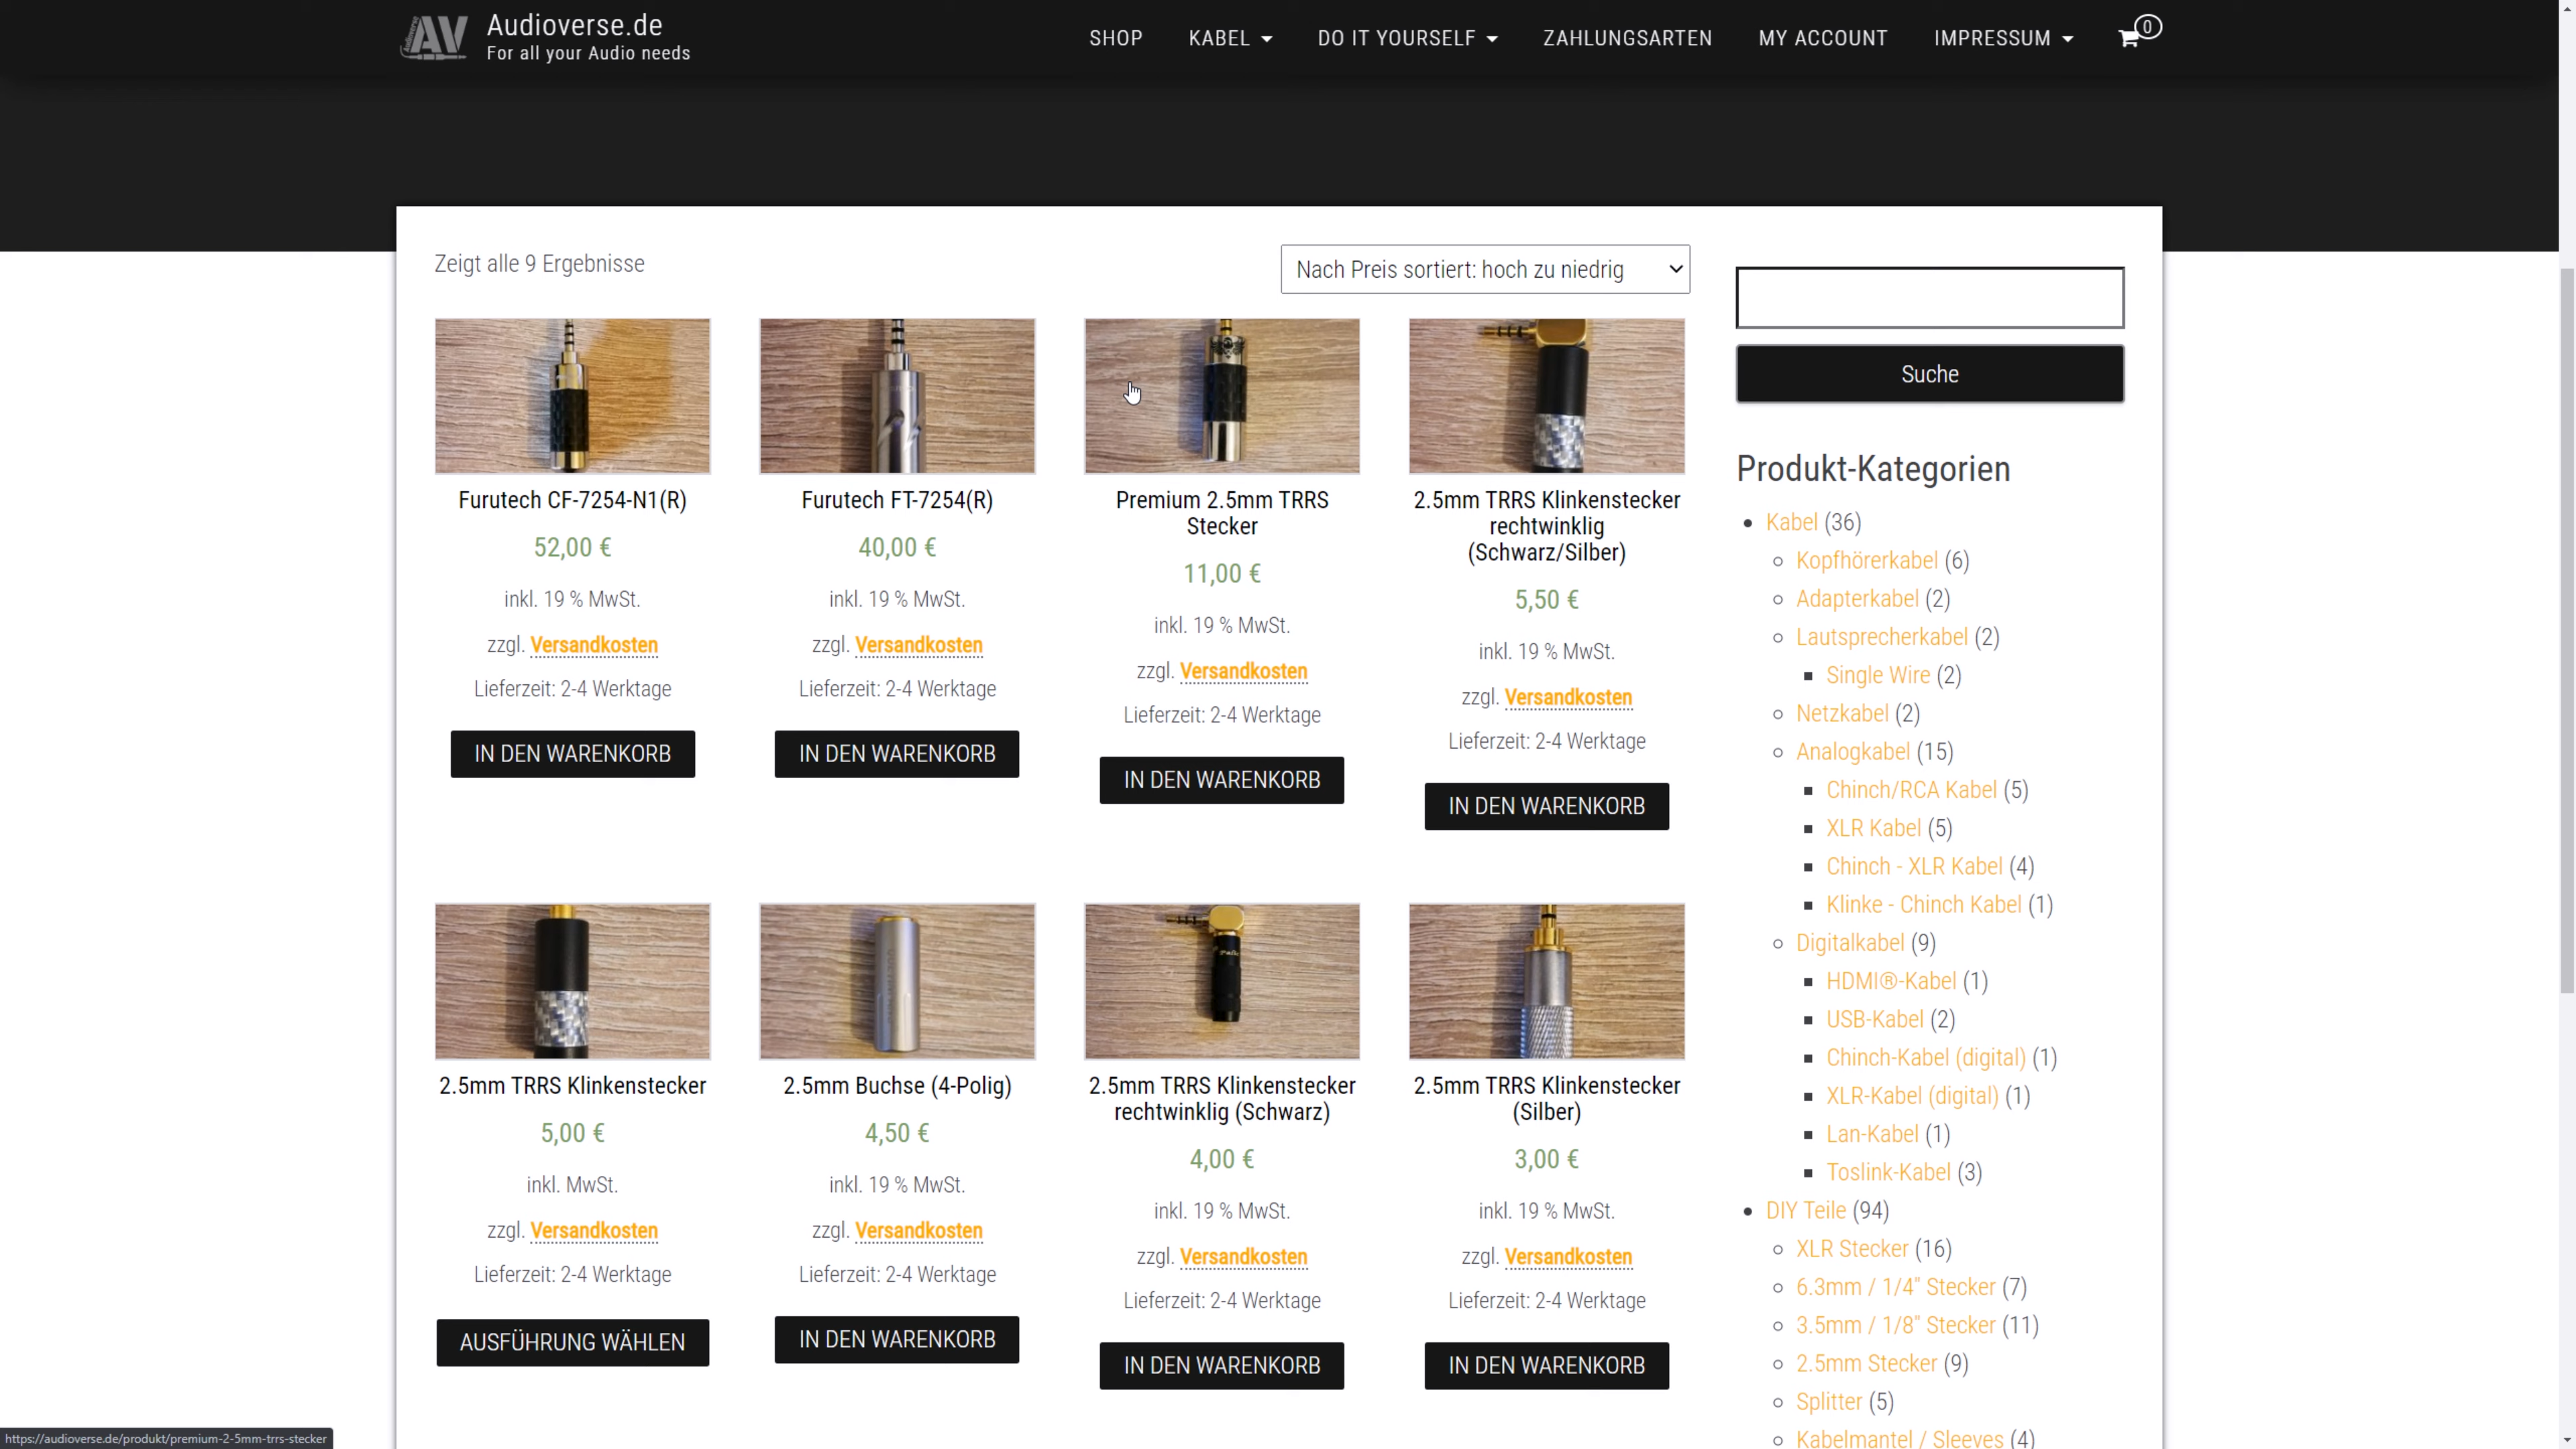 Audioverse.de
For all your Audio needs
SHOP KABEL DO IT YOURSELF ZAHLUNGSARTEN MY ACCOUNT IMPRESSUM 0
Zeigt alle 9 Ergebnisse
Nach Preis sortiert: hoch zu niedrig
Furutech CF-7254-N1(R)
52,00 €
inkl. 19 % MwSt.
zzgl. Versandkosten
Lieferzeit: 2-4 Werktage
IN DEN WARENKORB
Furutech FT-7254(R)
40,00 €
inkl. 19 % MwSt.
zzgl. Versandkosten
Lieferzeit: 2-4 Werktage
IN DEN WARENKORB
Premium 2.5mm TRRS
Stecker
11,00 €
inkl. 19 % MwSt.
zzgl. Versandkosten
Lieferzeit: 2-4 Werktage
IN DEN WARENKORB
2.5mm TRRS Klinkenstecker
rechtwinklig
(Schwarz/Silber)
5,50 €
inkl. 19 % MwSt.
zzgl. Versandkosten
Lieferzeit: 2-4 Werktage
IN DEN WARENKORB
2.5mm TRRS Klinkenstecker
5,00 €
inkl. MwSt.
zzgl. Versandkosten
Lieferzeit: 2-4 Werktage
AUSFÜHRUNG WÄHLEN
2.5mm Buchse (4-Polig)
4,50 €
inkl. 19 % MwSt.
zzgl. Versandkosten
Lieferzeit: 2-4 Werktage
IN DEN WARENKORB
2.5mm TRRS Klinkenstecker
rechtwinklig (Schwarz)
4,00 €
inkl. 19 % MwSt.
zzgl. Versandkosten
Lieferzeit: 2-4 Werktage
IN DEN WARENKORB
2.5mm TRRS Klinkenstecker
(Silber)
3,00 €
inkl. 19 % MwSt.
zzgl. Versandkosten
Lieferzeit: 2-4 Werktage
IN DEN WARENKORB
Suche
Produkt-Kategorien
Kabel (36)
Kopfhörerkabel (6)
Adapterkabel (2)
Lautsprecherkabel (2)
Single Wire (2)
Netzkabel (2)
Analogkabel (15)
Chinch/RCA Kabel (5)
XLR Kabel (5)
Chinch - XLR Kabel (4)
Klinke - Chinch Kabel (1)
Digitalkabel (9)
HDMI®-Kabel (1)
USB-Kabel (2)
Chinch-Kabel (digital) (1)
XLR-Kabel (digital) (1)
Lan-Kabel (1)
Toslink-Kabel (3)
DIY Teile (94)
XLR Stecker (16)
6.3mm / 1/4" Stecker (7)
3.5mm / 1/8" Stecker (11)
2.5mm Stecker (9)
Splitter (5)
Kabelmantel / Sleeves (4)
https://audioverse.de/produkt/premium-2-5mm-trrs-stecker